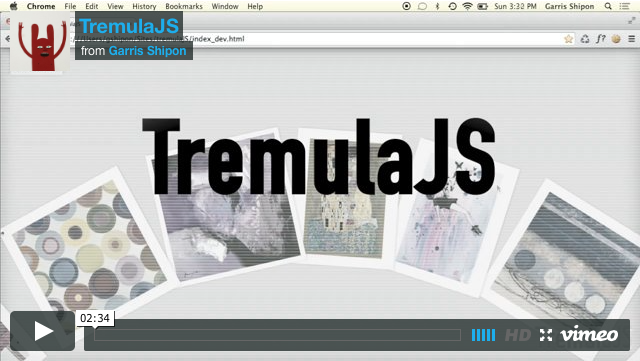 Chrome File Edit View History Bookmarks Window Help Sun 3:32 PM Garris Shipon
TremulaJS
from Garris Shipon
JS/index_dev.html
TremulaJS
02:34
HD
vimeo